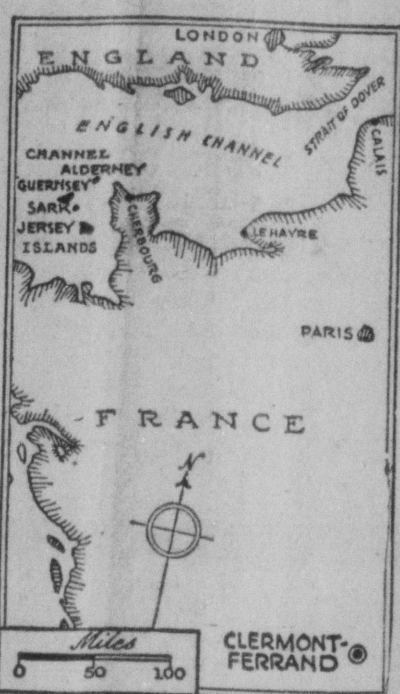 LONDON
ENGLAND
ENGLISH CHANNEL
STRAIT OF DOVER
CALAIS
CHANNEL
ALDERNEY
GUERNSEY
SARK
JERSEY
ISLANDS
CHERBOURG
LE HAVRE
PARIS
FRANCE
N
Miles
0 50 100
CLERMONT-
FERRAND